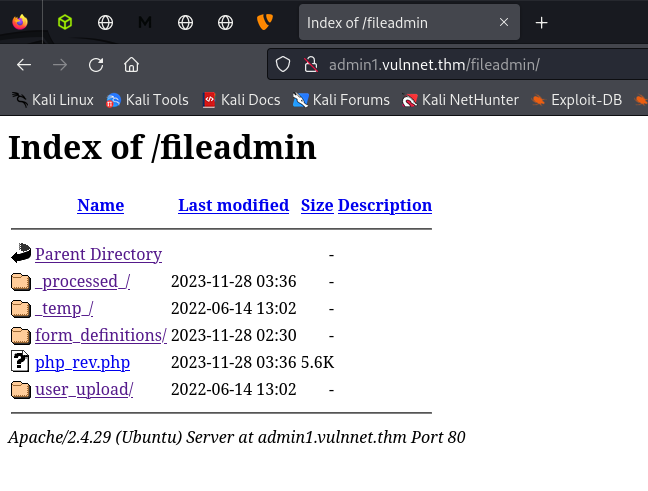 Index of /fileadmin
admin1.vulnnet.thm/fileadmin/
Kali Linux Kali Tools Kali Docs Kali Forums Kali NetHunter Exploit-DB
Index of /fileadmin
Name Last modified Size Description
Parent Directory -
_processed_/ 2023-11-28 03:36 -
_temp_/ 2022-06-14 13:02 -
form_definitions/ 2023-11-28 02:30 -
php_rev.php 2023-11-28 03:36 5.6K
user_upload/ 2022-06-14 13:02 -
Apache/2.4.29 (Ubuntu) Server at admin1.vulnnet.thm Port 80